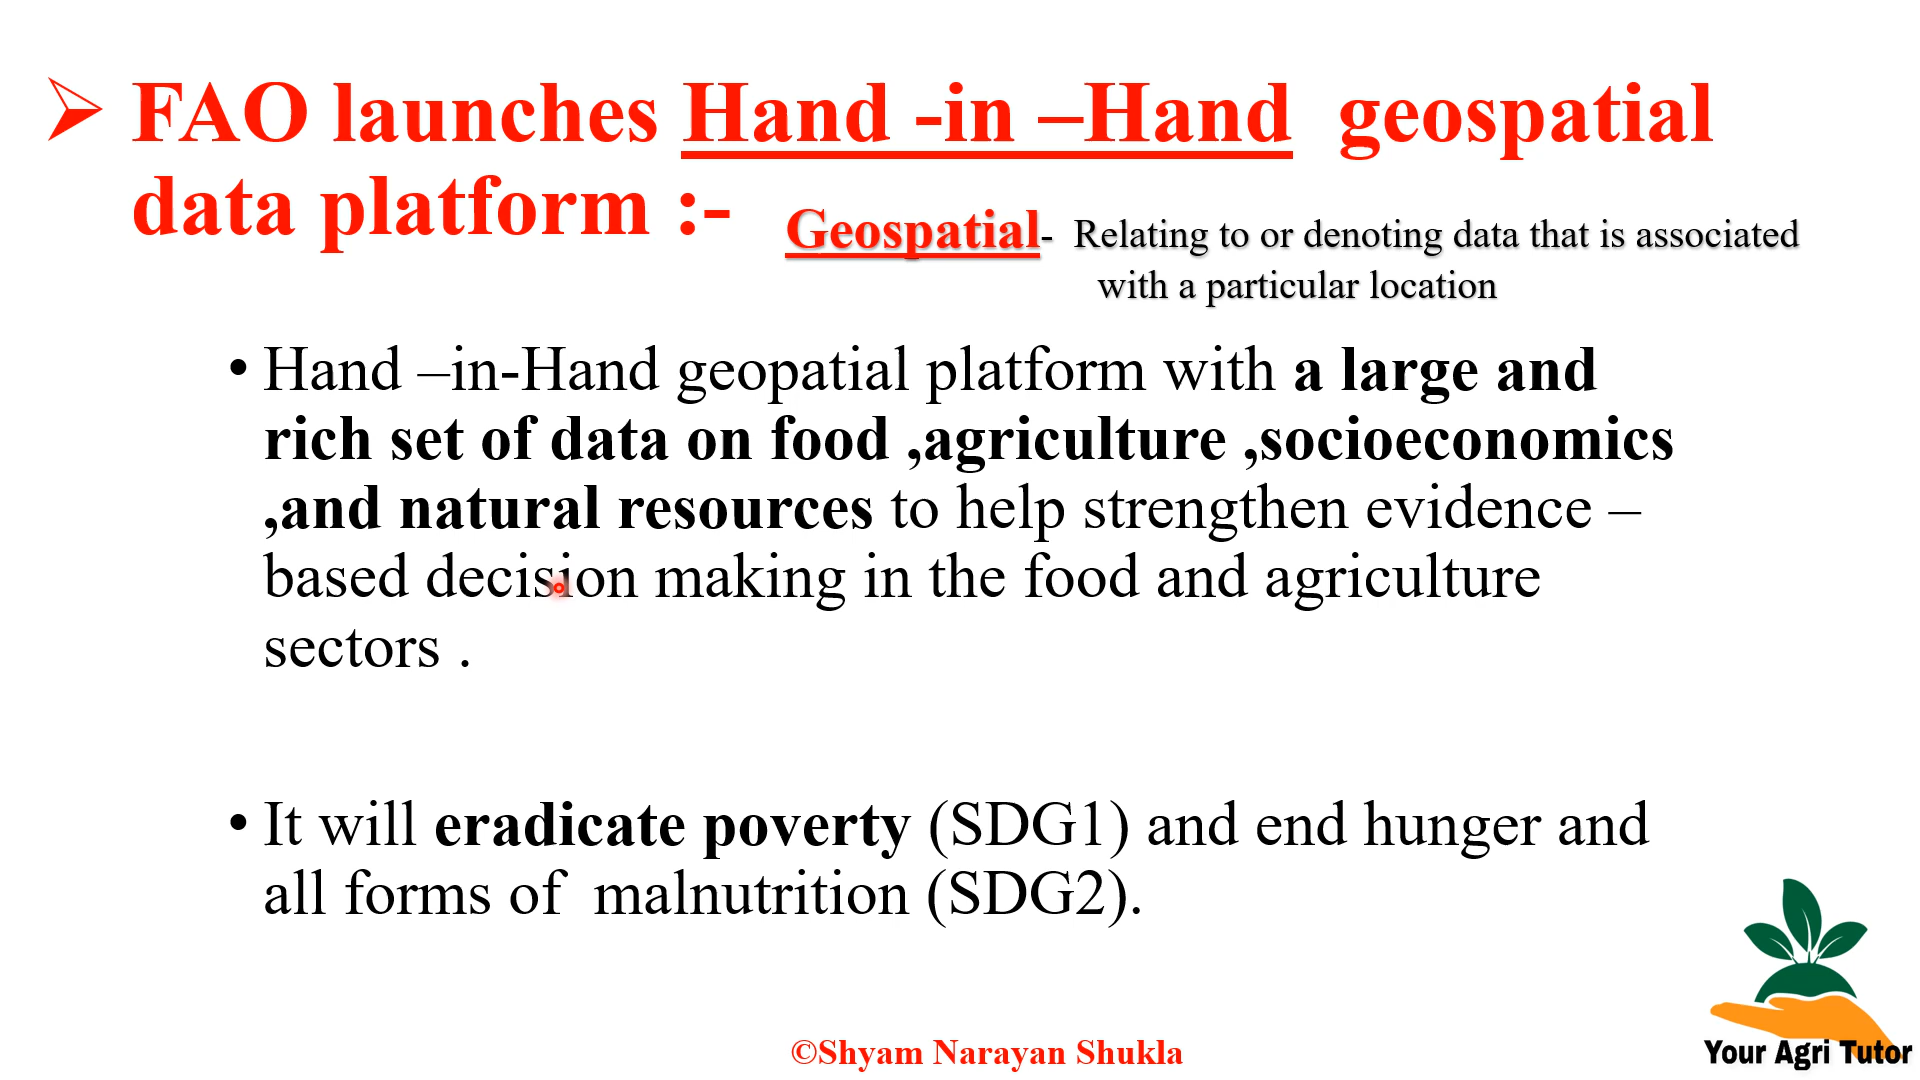 FAO launches Hand -in –Hand  geospatial
data platform :-
Geospatial-  Relating to or denoting data that is associated
with a particular location
• Hand –in-Hand geopatial platform with a large and
rich set of data on food ,agriculture ,socioeconomics
,and natural resources to help strengthen evidence –
based decision making in the food and agriculture
sectors .
• It will eradicate poverty (SDG1) and end hunger and
all forms of  malnutrition (SDG2).
©Shyam Narayan Shukla
Your Agri Tutor